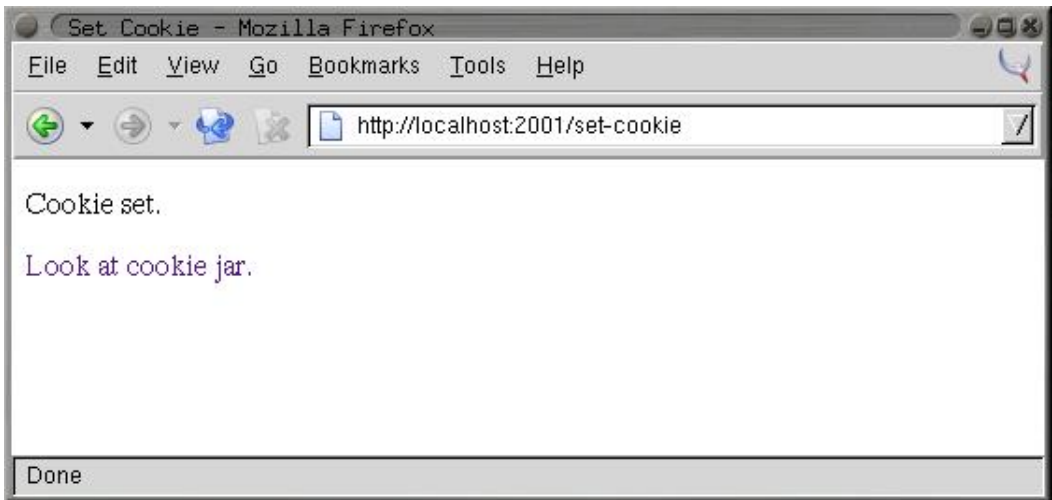 Set Cookie - Mozilla Firefox
File Edit View Go Bookmarks Tools Help
http://localhost:2001/set-cookie
Cookie set.
Look at cookie jar.
Done